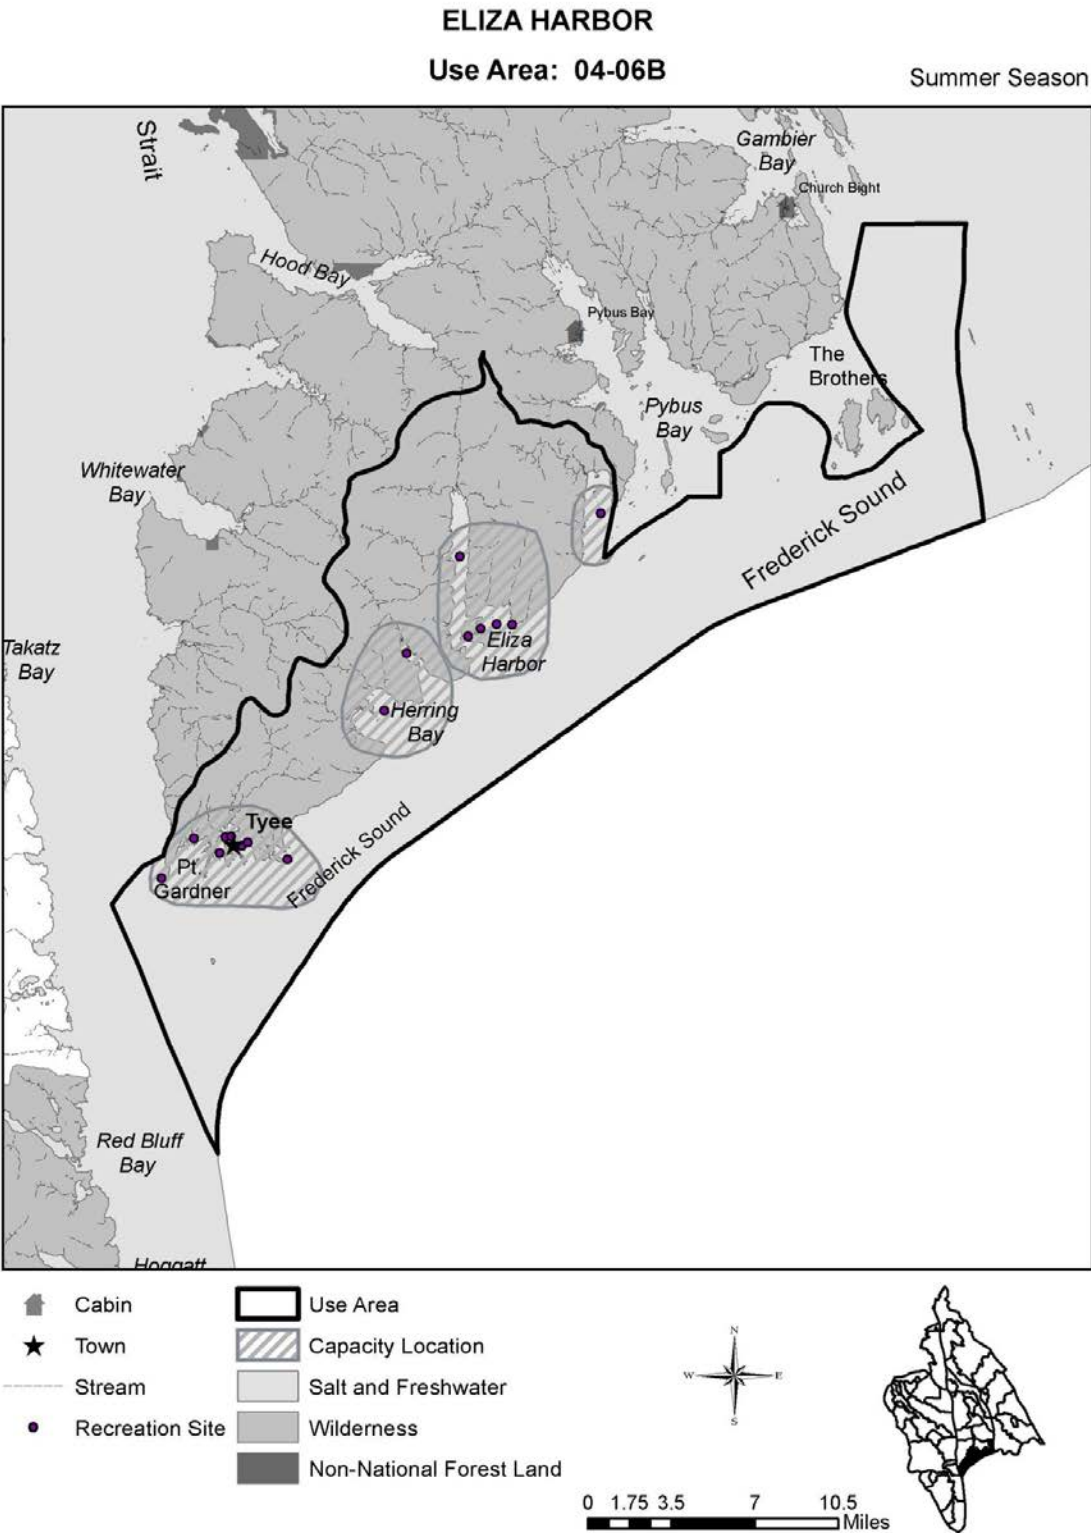 ELIZA HARBOR
Use Area: 04-06B
Summer Season
Strait
Gambier
Bay
Church Bight
Hood Bay
Pybus Bay
The
Brothers
Pybus
Bay
Whitewater
Bay
Frederick Sound
Takatz
Bay
Eliza
Harbor
Herring
Bay
Tyee
Frederick Sound
Pt.
Gardner
Red Bluff
Bay
Hoggatt
Cabin
Use Area
Town
Capacity Location
Stream
Salt and Freshwater
Recreation Site
Wilderness
Non-National Forest Land
N
W
E
S
0 1.75 3.5 7 10.5
Miles